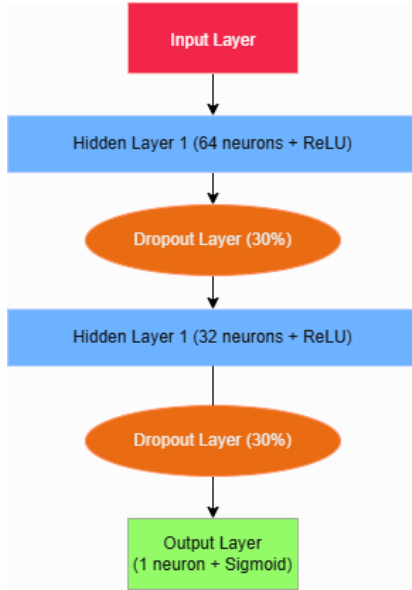 Input Layer
Hidden Layer 1 (64 neurons + ReLU)
Dropout Layer (30%)
Hidden Layer 1 (32 neurons + ReLU)
Dropout Layer (30%)
Output Layer
(1 neuron + Sigmoid)